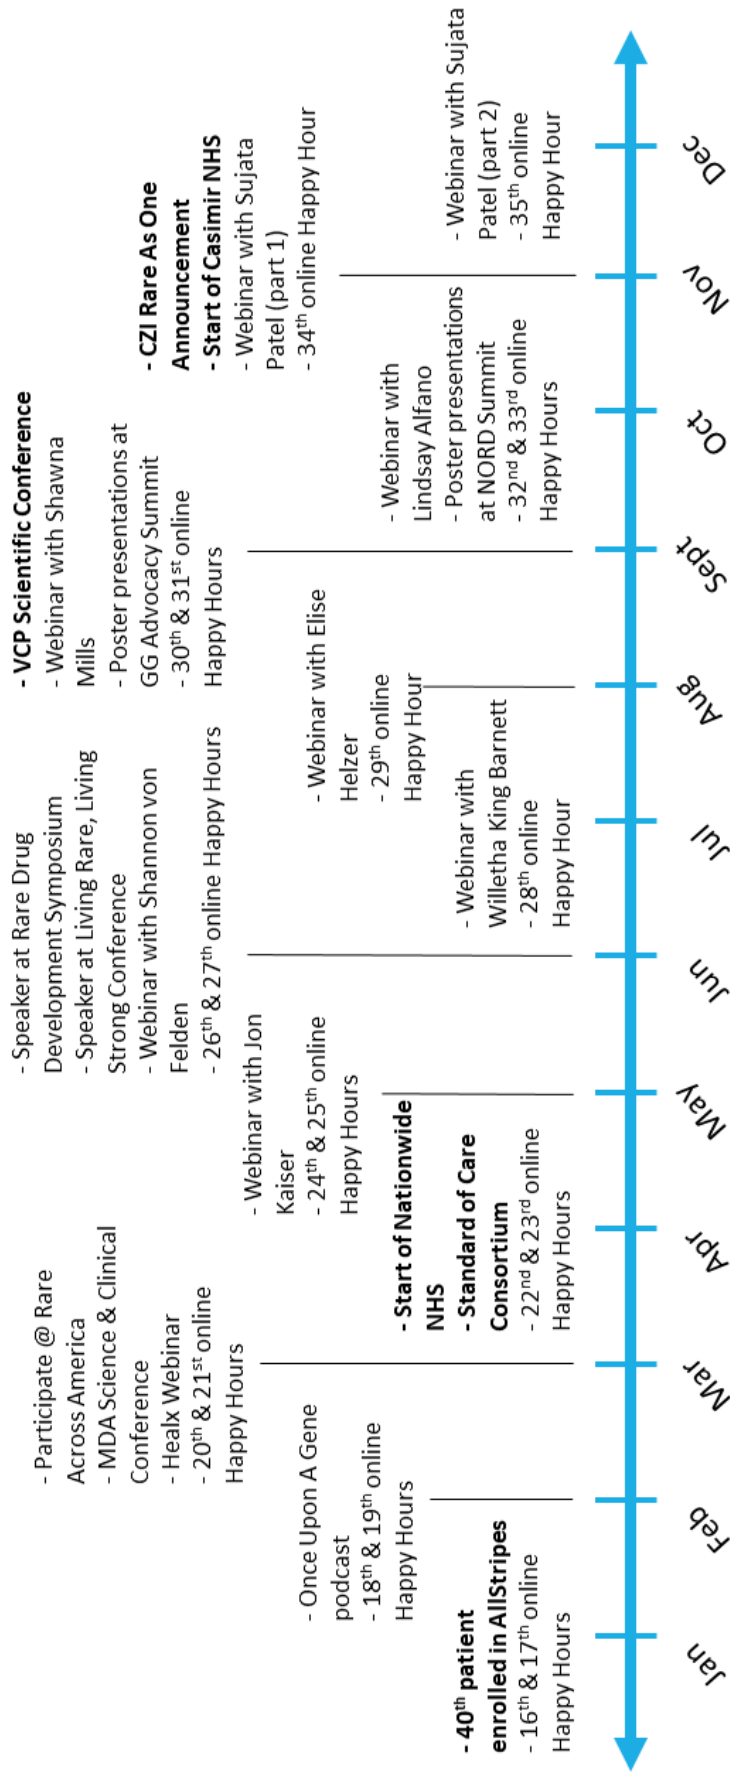 - 40th patient
enrolled in AllStripes
- 16th & 17th online
Happy Hours
- Once Upon A Gene
podcast
- 18th & 19th online
Happy Hours
- Participate @ Rare
Across America
- MDA Science & Clinical
Conference
- Healx Webinar
- 20th & 21st online
Happy Hours
- Start of Nationwide
NHS
- Standard of Care
Consortium
- 22nd & 23rd online
Happy Hours
- Webinar with Jon
Kaiser
- 24th & 25th online
Happy Hours
- Speaker at Rare Drug
Development Symposium
- Speaker at Living Rare, Living
Strong Conference
- Webinar with Shannon von
Felden
- 26th & 27th online Happy Hours
- Webinar with
Willetha King Barnett
- 28th online
Happy Hour
- Webinar with Elise
Helzer
- 29th online
Happy Hour
- VCP Scientific Conference
- Webinar with Shawna
Mills
- Poster presentations at
GG Advocacy Summit
- 30th & 31st online
Happy Hours
- Webinar with
Lindsay Alfano
- Poster presentations
at NORD Summit
- 32nd & 33rd online
Happy Hours
- CZI Rare As One
Announcement
- Start of Casimir NHS
- Webinar with Sujata
Patel (part 1)
- 34th online Happy Hour
- Webinar with Sujata
Patel (part 2)
- 35th online
Happy Hour
Jan
Feb
Mar
Apr
May
Jun
Jul
Aug
Sept
Oct
Nov
Dec